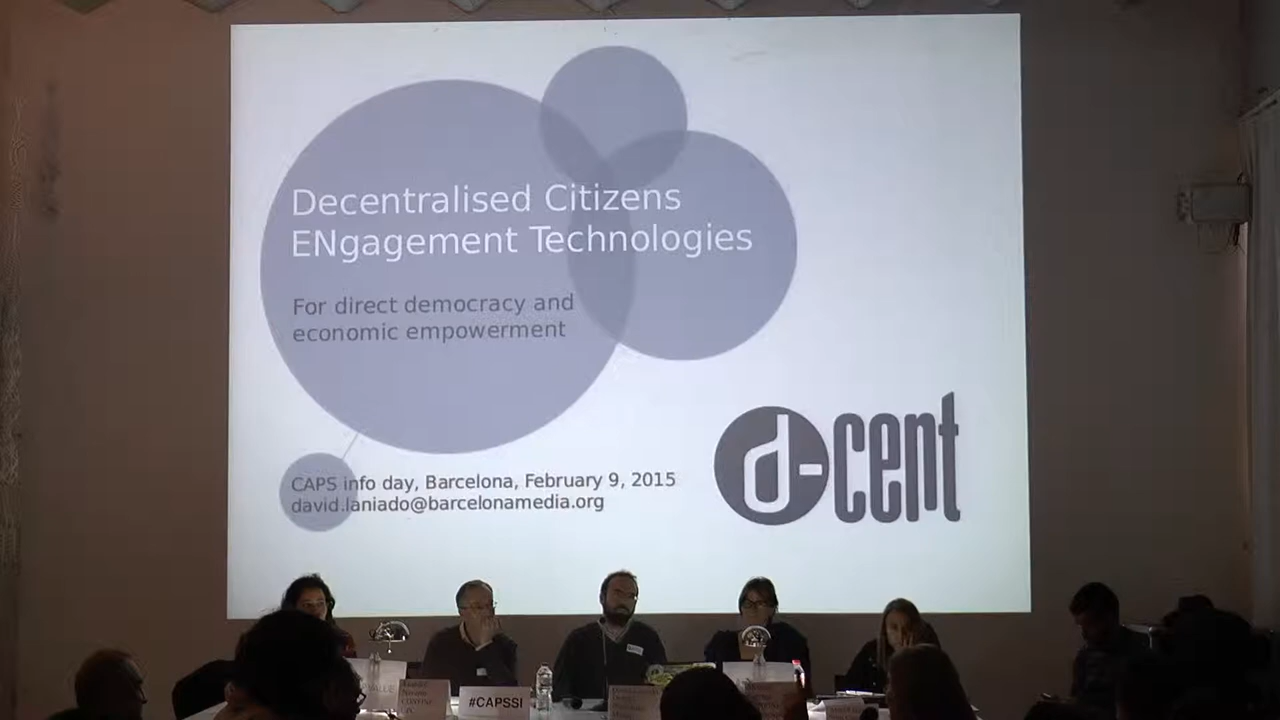 Decentralised Citizens
ENgagement Technologies
For direct democracy and
economic empowerment
CAPS info day, Barcelona, February 9, 2015
david.laniado@barcelonamedia.org
d-cent
#CAPSSI